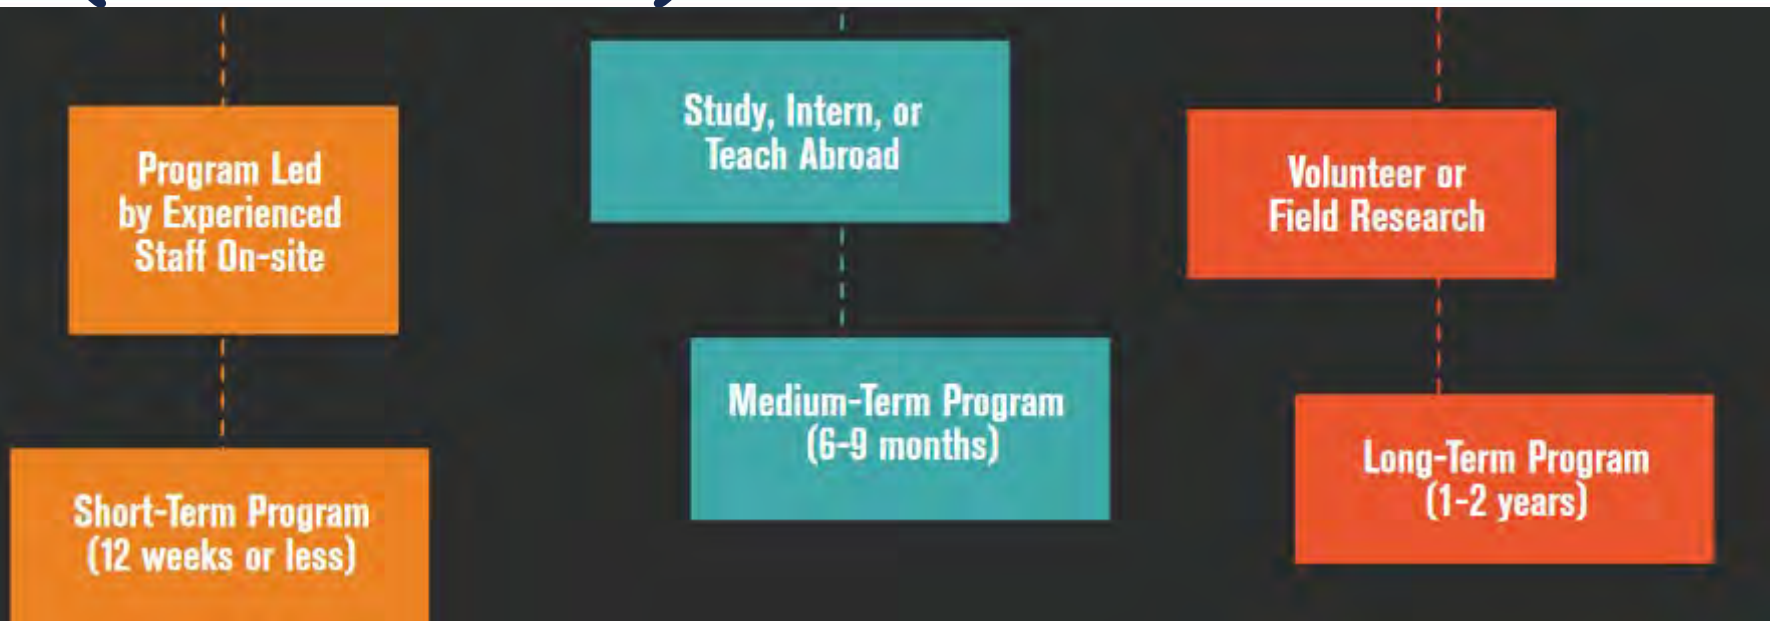 Program Led
by Experienced
Staff On-site
Short-Term Program
(12 weeks or less)
Study, Intern, or
Teach Abroad
Medium-Term Program
(6-9 months)
Volunteer or
Field Research
Long-Term Program
(1-2 years)